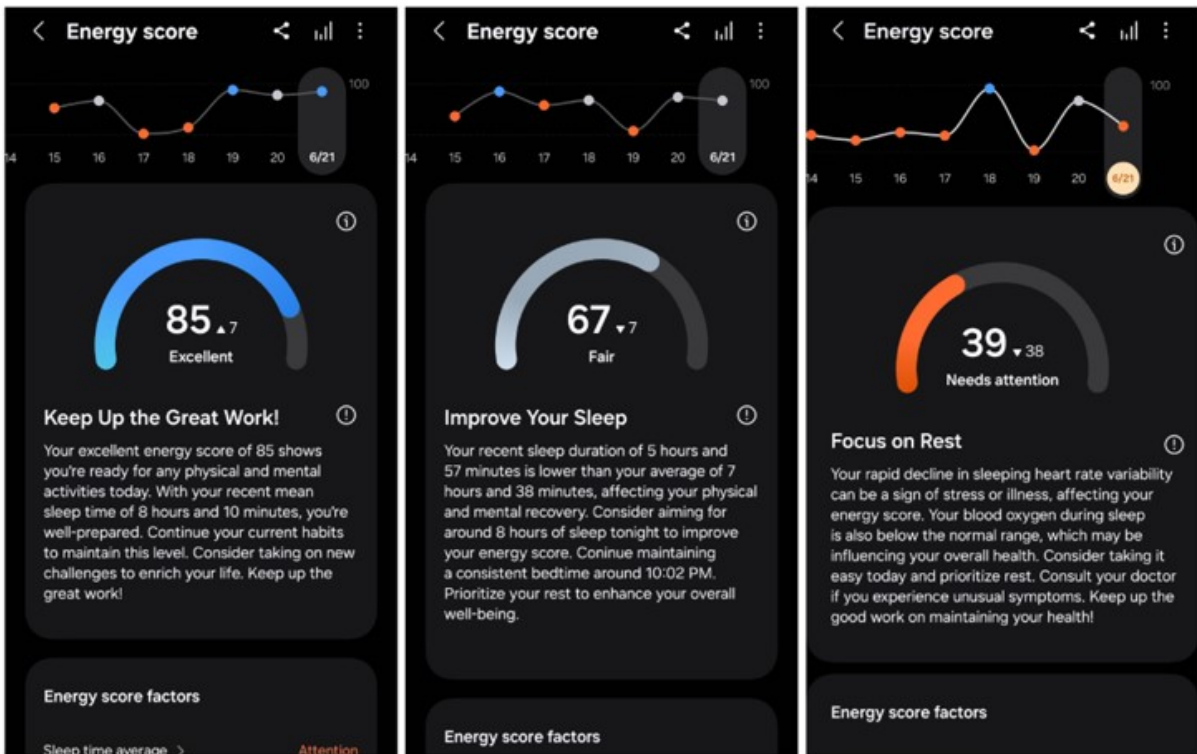 Energy score
100
14 15 16 17 18 19 20 6/21
85 ▲7
Excellent
Keep Up the Great Work!
Your excellent energy score of 85 shows
you're ready for any physical and mental
activities today. With your recent mean
sleep time of 8 hours and 10 minutes, you're
well-prepared. Continue your current habits
to maintain this level. Consider taking on new
challenges to enrich your life. Keep up the
great work!
Energy score factors
Sleep time average > Attention
Energy score
100
14 15 16 17 18 19 20 6/21
67 ▼7
Fair
Improve Your Sleep
Your recent sleep duration of 5 hours and
57 minutes is lower than your average of 7
hours and 38 minutes, affecting your physical
and mental recovery. Consider aiming for
around 8 hours of sleep tonight to improve
your energy score. Coninue maintaining
a consistent bedtime around 10:02 PM.
Prioritize your rest to enhance your overall
well-being.
Energy score factors
Energy score
100
14 15 16 17 18 19 20 6/21
39 ▼38
Needs attention
Focus on Rest
Your rapid decline in sleeping heart rate variability
can be a sign of stress or illness, affecting your
energy score. Your blood oxygen during sleep
is also below the normal range, which may be
influencing your overall health. Consider taking it
easy today and prioritize rest. Consult your doctor
if you experience unusual symptoms. Keep up the
good work on maintaining your health!
Energy score factors